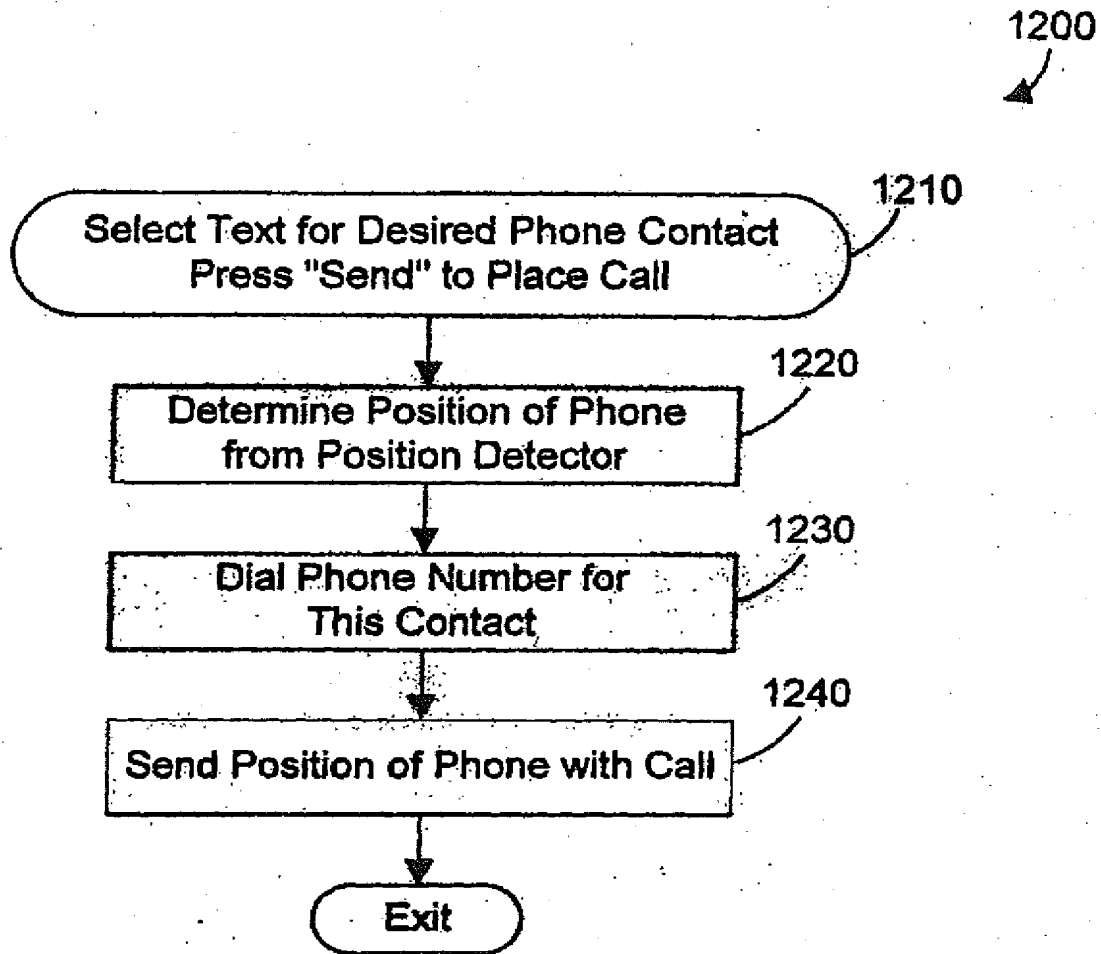 1200
1210
Select Text for Desired Phone Contact
Press "Send" to Place Call
1220
Determine Position of Phone
from Position Detector
1230
Dial Phone Number for
This Contact
1240
Send Position of Phone with Call
Exit